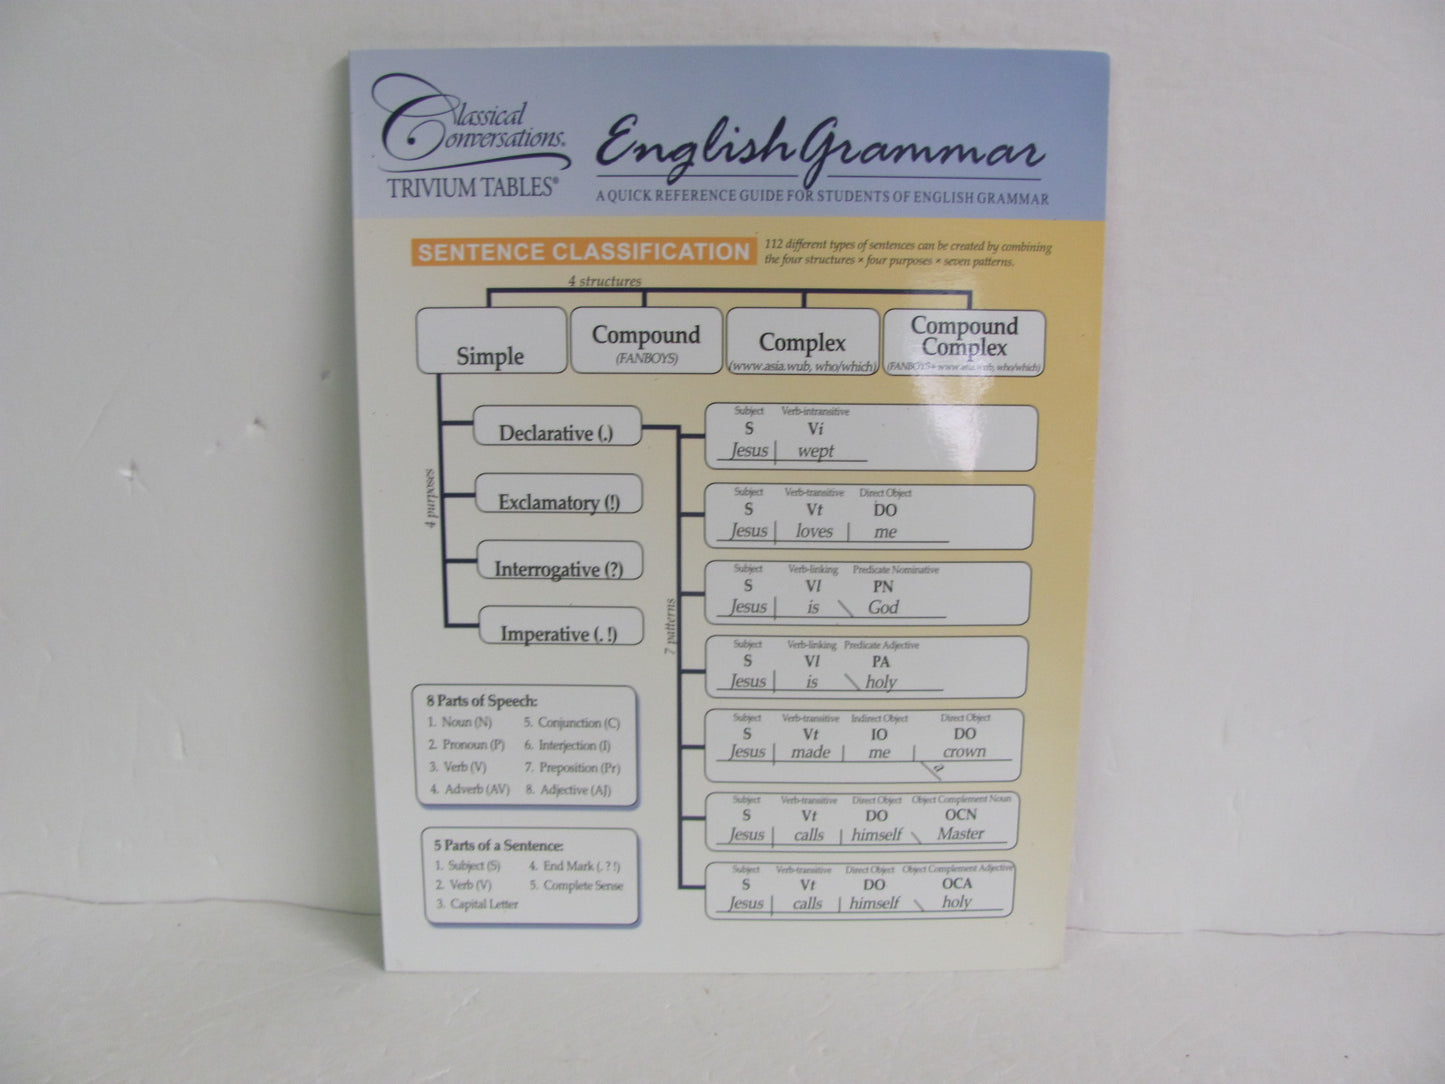 Classical
Conversations®
TRIVIUM TABLES®
English Grammar
A QUICK REFERENCE GUIDE FOR STUDENTS OF ENGLISH GRAMMAR
SENTENCE CLASSIFICATION
112 different types of sentences can be created by combining
the four structures × four purposes × seven patterns.
4 structures
Simple
Compound
(FANBOYS)
Complex
(www.asia.wub, who/which)
Compound
Complex
(FANBOYS+ www.asia.wub, who/which)
4 purposes
Declarative (.)
Exclamatory (!)
Interrogative (?)
Imperative (. !)
7 patterns
Subject Verb-intransitive
S Vi
Jesus wept
Subject Verb-transitive Direct Object
S Vt DO
Jesus loves me
Subject Verb-linking Predicate Nominative
S Vl PN
Jesus is God
Subject Verb-linking Predicate Adjective
S Vl PA
Jesus is holy
Subject Verb-transitive Indirect Object Direct Object
S Vt IO DO
Jesus made me crown
a
Subject Verb-transitive Direct Object Object Complement Noun
S Vt DO OCN
Jesus calls himself Master
Subject Verb-transitive Direct Object Object Complement Adjective
S Vt DO OCA
Jesus calls himself holy
8 Parts of Speech:
1. Noun (N) 5. Conjunction (C)
2. Pronoun (P) 6. Interjection (I)
3. Verb (V) 7. Preposition (Pr)
4. Adverb (AV) 8. Adjective (AJ)
5 Parts of a Sentence:
1. Subject (S) 4. End Mark (. ? !)
2. Verb (V) 5. Complete Sense
3. Capital Letter